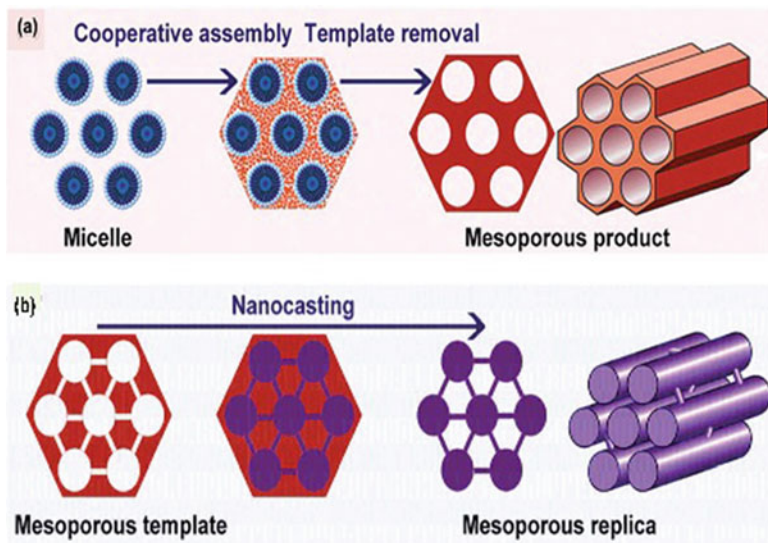 (a)
Cooperative assembly Template removal
Micelle
Mesoporous product
(b)
Nanocasting
Mesoporous template
Mesoporous replica